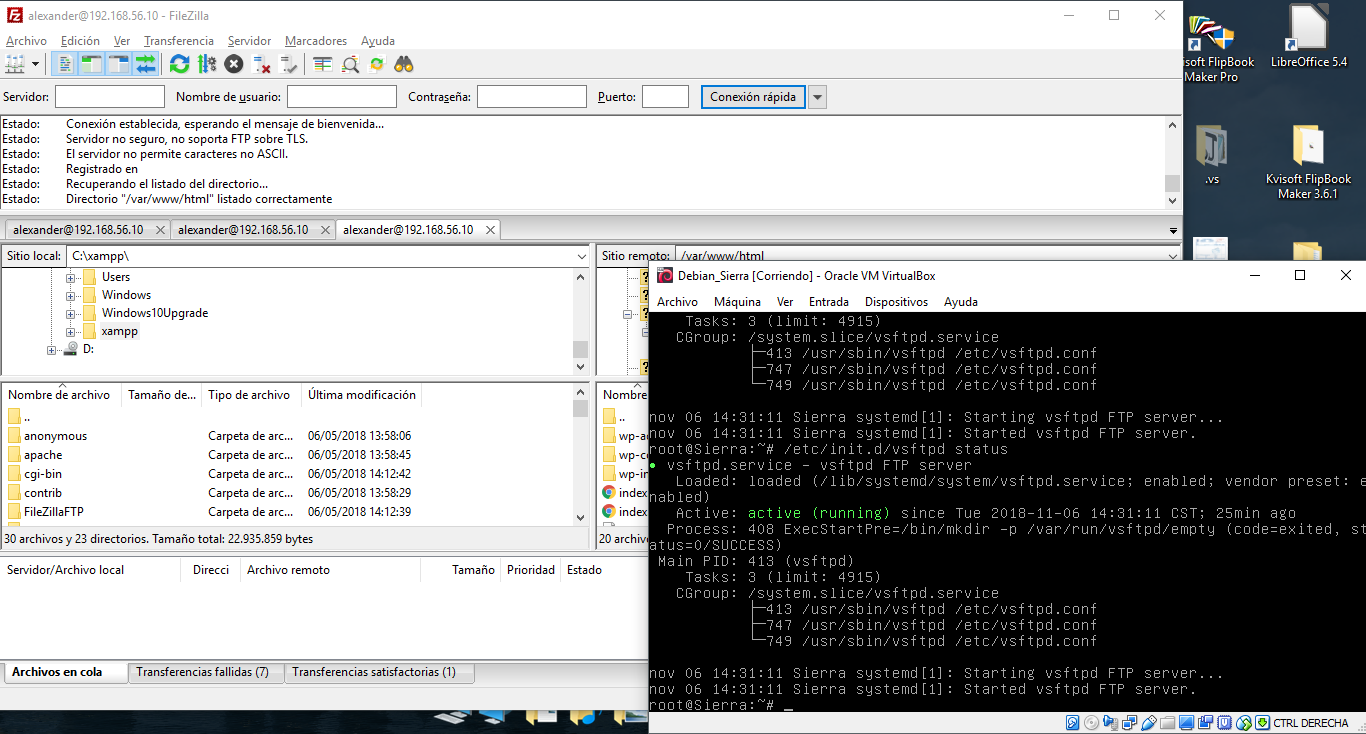 alexander@192.168.56.10 - FileZilla
Archivo Edición Ver Transferencia Servidor Marcadores Ayuda
Servidor: Nombre de usuario: Contraseña: Puerto: Conexión rápida
Estado: Conexión establecida, esperando el mensaje de bienvenida...
Estado: Servidor no seguro, no soporta FTP sobre TLS.
Estado: El servidor no permite caracteres no ASCII.
Estado: Registrado en
Estado: Recuperando el listado del directorio...
Estado: Directorio "/var/www/html" listado correctamente
alexander@192.168.56.10 alexander@192.168.56.10 alexander@192.168.56.10
Sitio local: C:\xampp\
Users
Windows
Windows10Upgrade
xampp
D:
Nombre de archivo Tamaño de... Tipo de archivo Última modificación
..
anonymous Carpeta de arc... 06/05/2018 13:58:06
apache Carpeta de arc... 06/05/2018 13:58:45
cgi-bin Carpeta de arc... 06/05/2018 14:12:42
contrib Carpeta de arc... 06/05/2018 13:58:29
FileZillaFTP Carpeta de arc... 06/05/2018 14:12:39
30 archivos y 23 directorios. Tamaño total: 22.935.859 bytes
Sitio remoto: /var/www/html
Nombre
..
wp-a
wp-c
wp-in
index
index
20 archiv
Servidor/Archivo local Direcci Archivo remoto Tamaño Prioridad Estado
Archivos en cola Transferencias fallidas (7) Transferencias satisfactorias (1)
Debian_Sierra [Corriendo] - Oracle VM VirtualBox
Archivo Máquina Ver Entrada Dispositivos Ayuda
Tasks: 3 (limit: 4915)
CGroup: /system.slice/vsftpd.service
├─413 /usr/sbin/vsftpd /etc/vsftpd.conf
├─747 /usr/sbin/vsftpd /etc/vsftpd.conf
└─749 /usr/sbin/vsftpd /etc/vsftpd.conf
nov 06 14:31:11 Sierra systemd[1]: Starting vsftpd FTP server...
nov 06 14:31:11 Sierra systemd[1]: Started vsftpd FTP server.
root@Sierra:~# /etc/init.d/vsftpd status
● vsftpd.service - vsftpd FTP server
Loaded: loaded (/lib/systemd/system/vsftpd.service; enabled; vendor preset: e
nabled)
Active: active (running) since Tue 2018-11-06 14:31:11 CST; 25min ago
Process: 408 ExecStartPre=/bin/mkdir -p /var/run/vsftpd/empty (code=exited, st
atus=0/SUCCESS)
Main PID: 413 (vsftpd)
Tasks: 3 (limit: 4915)
CGroup: /system.slice/vsftpd.service
├─413 /usr/sbin/vsftpd /etc/vsftpd.conf
├─747 /usr/sbin/vsftpd /etc/vsftpd.conf
└─749 /usr/sbin/vsftpd /etc/vsftpd.conf
nov 06 14:31:11 Sierra systemd[1]: Starting vsftpd FTP server...
nov 06 14:31:11 Sierra systemd[1]: Started vsftpd FTP server.
root@Sierra:~# _
CTRL DERECHA
isoft FlipBook
Maker Pro
LibreOffice 5.4
.vs
Kvisoft FlipBook
Maker 3.6.1